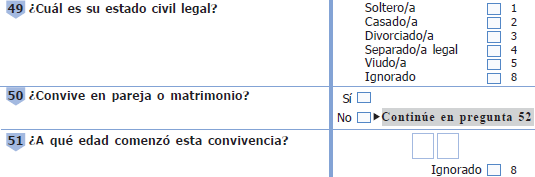 49 ¿Cuál es su estado civil legal?
Soltero/a 1
Casado/a 2
Divorciado/a 3
Separado/a legal 4
Viudo/a 5
Ignorado 8
50 ¿Convive en pareja o matrimonio?
Sí
No ▶ Continúe en pregunta 52
51 ¿A qué edad comenzó esta convivencia?
Ignorado 8